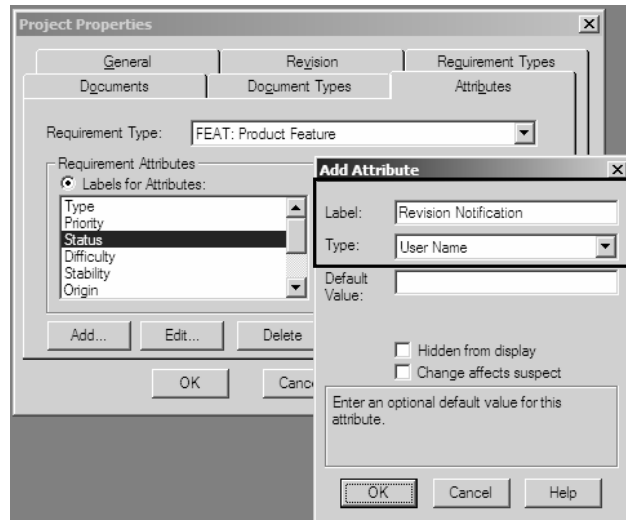 Project Properties
General
Revision
Requirement Types
Documents
Document Types
Attributes
Requirement Type:
FEAT: Product Feature
Requirement Attributes
Labels for Attributes:
Type
Priority
Status
Difficulty
Stability
Origin
Add...
Edit...
Delete
OK
Add Attribute
Label:
Revision Notification
Type:
User Name
Default
Value:
Hidden from display
Change affects suspect
Enter an optional default value for this
attribute.
OK
Cancel
Help